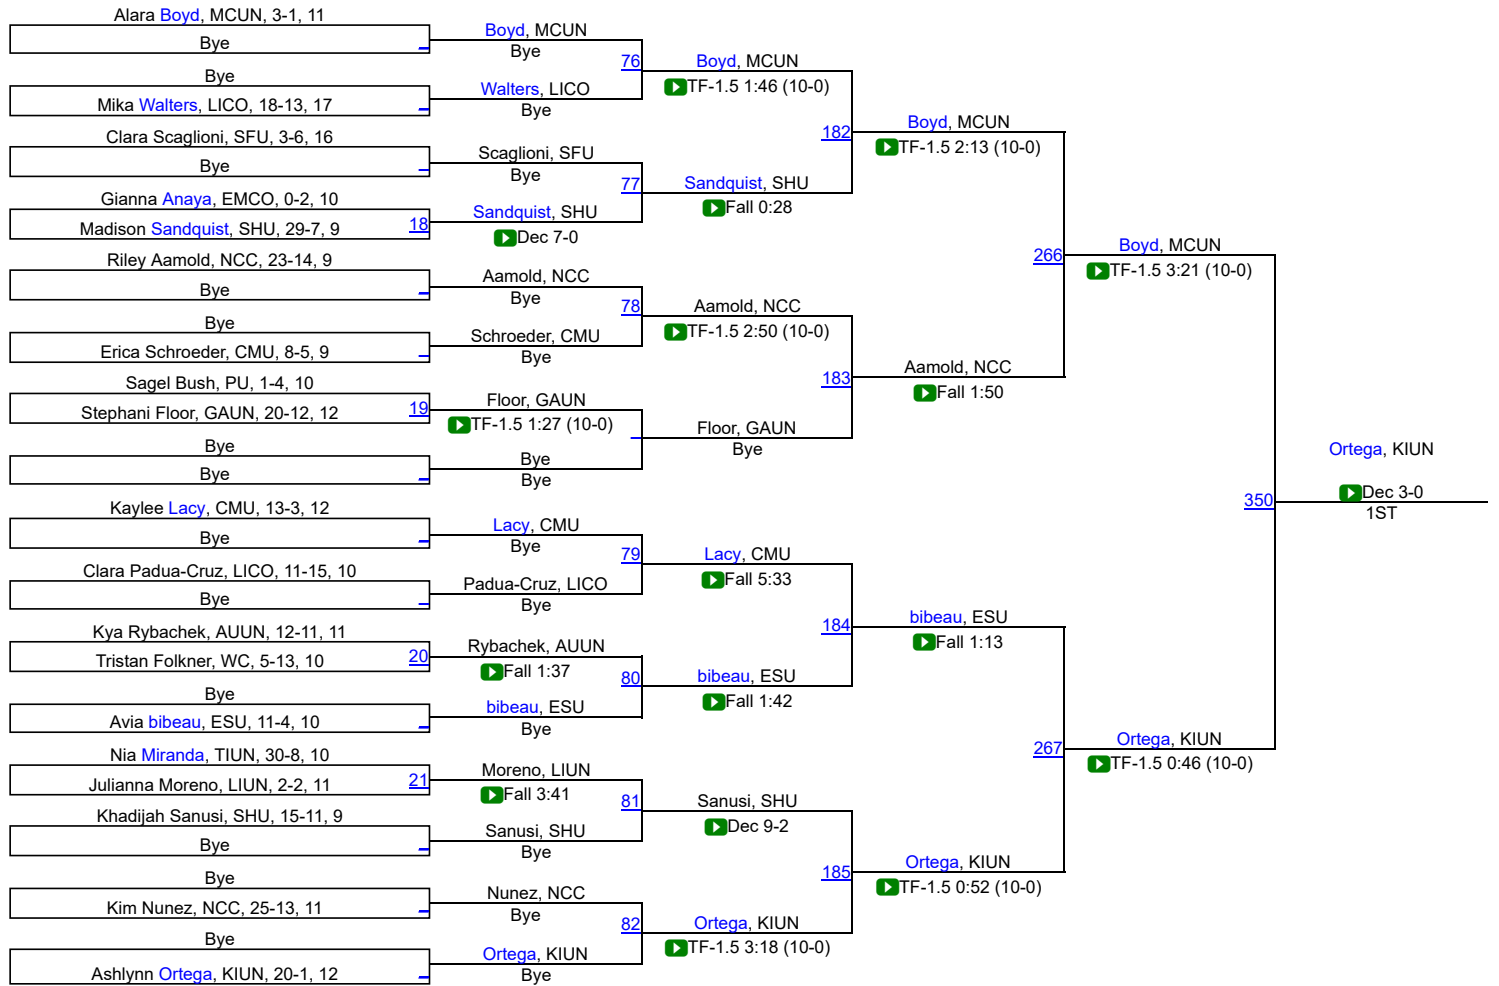 Alara Boyd, MCUN, 3-1, 11
Bye
Bye
Mika Walters, LICO, 18-13, 17
Clara Scaglioni, SFU, 3-6, 16
Bye
Gianna Anaya, EMCO, 0-2, 10
Madison Sandquist, SHU, 29-7, 9
18
Riley Aamold, NCC, 23-14, 9
Bye
Bye
Erica Schroeder, CMU, 8-5, 9
Sagel Bush, PU, 1-4, 10
Stephani Floor, GAUN, 20-12, 12
19
Bye
Bye
Kaylee Lacy, CMU, 13-3, 12
Bye
Clara Padua-Cruz, LICO, 11-15, 10
Bye
Kya Rybachek, AUUN, 12-11, 11
Tristan Folkner, WC, 5-13, 10
20
Bye
Avia bibeau, ESU, 11-4, 10
Nia Miranda, TIUN, 30-8, 10
Julianna Moreno, LIUN, 2-2, 11
21
Khadijah Sanusi, SHU, 15-11, 9
Bye
Bye
Kim Nunez, NCC, 25-13, 11
Bye
Ashlynn Ortega, KIUN, 20-1, 12
Boyd, MCUN
Bye
76
Walters, LICO
Bye
Scaglioni, SFU
Bye
77
Sandquist, SHU
Dec 7-0
Aamold, NCC
Bye
78
Schroeder, CMU
Bye
Floor, GAUN
TF-1.5 1:27 (10-0)
Bye
Bye
Lacy, CMU
Bye
79
Padua-Cruz, LICO
Bye
Rybachek, AUUN
Fall 1:37
80
bibeau, ESU
Bye
Moreno, LIUN
Fall 3:41
81
Sanusi, SHU
Bye
Nunez, NCC
Bye
82
Ortega, KIUN
Bye
Boyd, MCUN
TF-1.5 1:46 (10-0)
182
Sandquist, SHU
Fall 0:28
Aamold, NCC
TF-1.5 2:50 (10-0)
183
Floor, GAUN
Bye
Lacy, CMU
Fall 5:33
184
bibeau, ESU
Fall 1:42
Sanusi, SHU
Dec 9-2
185
Ortega, KIUN
TF-1.5 3:18 (10-0)
Boyd, MCUN
TF-1.5 2:13 (10-0)
266
Aamold, NCC
Fall 1:50
bibeau, ESU
Fall 1:13
267
Ortega, KIUN
TF-1.5 0:52 (10-0)
Boyd, MCUN
TF-1.5 3:21 (10-0)
350
Ortega, KIUN
TF-1.5 0:46 (10-0)
Ortega, KIUN
Dec 3-0
1ST